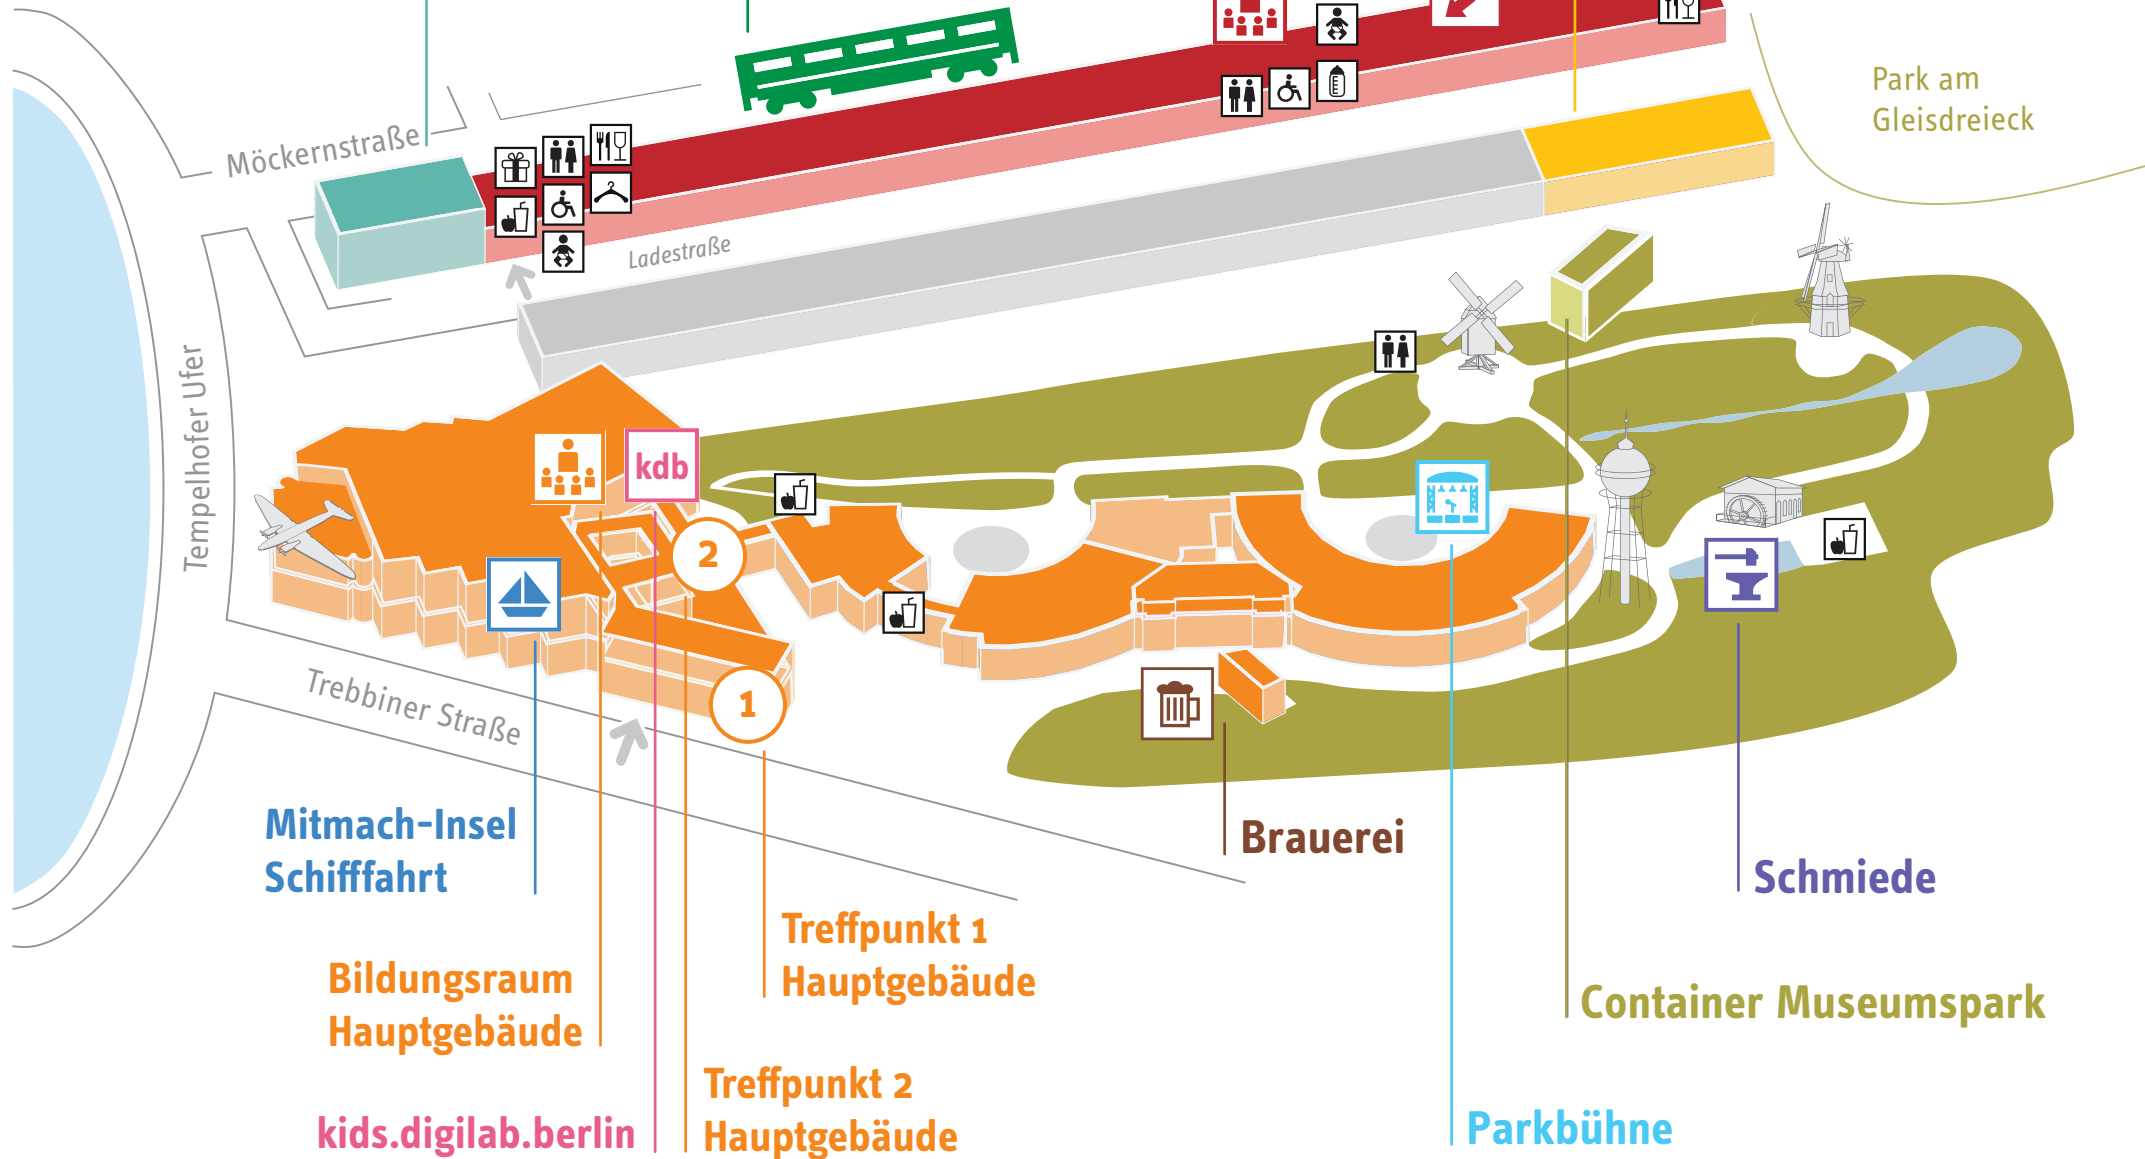 Park am
Gleisdreieck
Möckernstraße
Ladestraße
Tempelhofer Ufer
kdb
2
1
Trebbiner Straße
Mitmach-Insel
Schifffahrt
Brauerei
Schmiede
Treffpunkt 1
Hauptgebäude
Bildungsraum
Hauptgebäude
Container Museumspark
Treffpunkt 2
Hauptgebäude
kids.digilab.berlin
Parkbühne